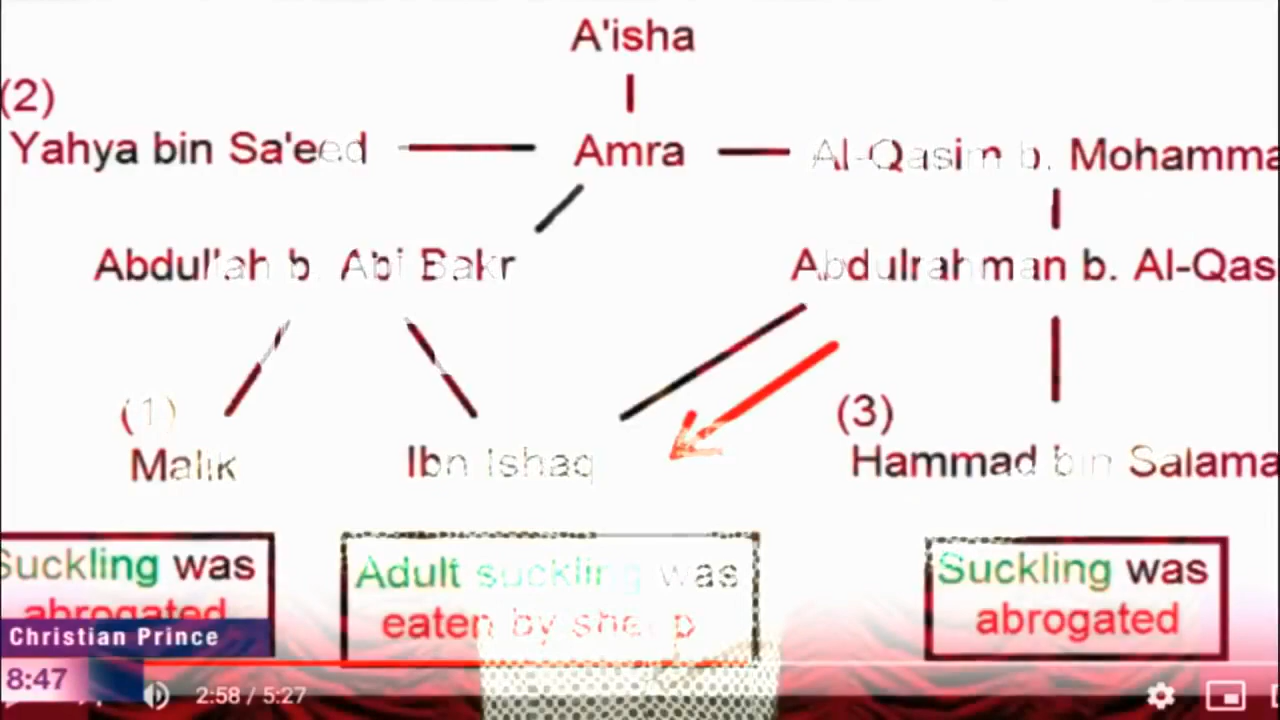 A'isha
(2)
Yahya bin Sa'eed
Amra
Al-Qasim b. Mohamma
Abdul'lah b. Abi Bakr
Abdulrahman b. Al-Qas
(1)
Malik
Ibn Ishaq
(3)
Hammad bin Salama
Suckling was
abrogated
Adult suckling was
eaten by sheep
Suckling was
abrogated
Christian Prince
8:47
2:58 / 5:27